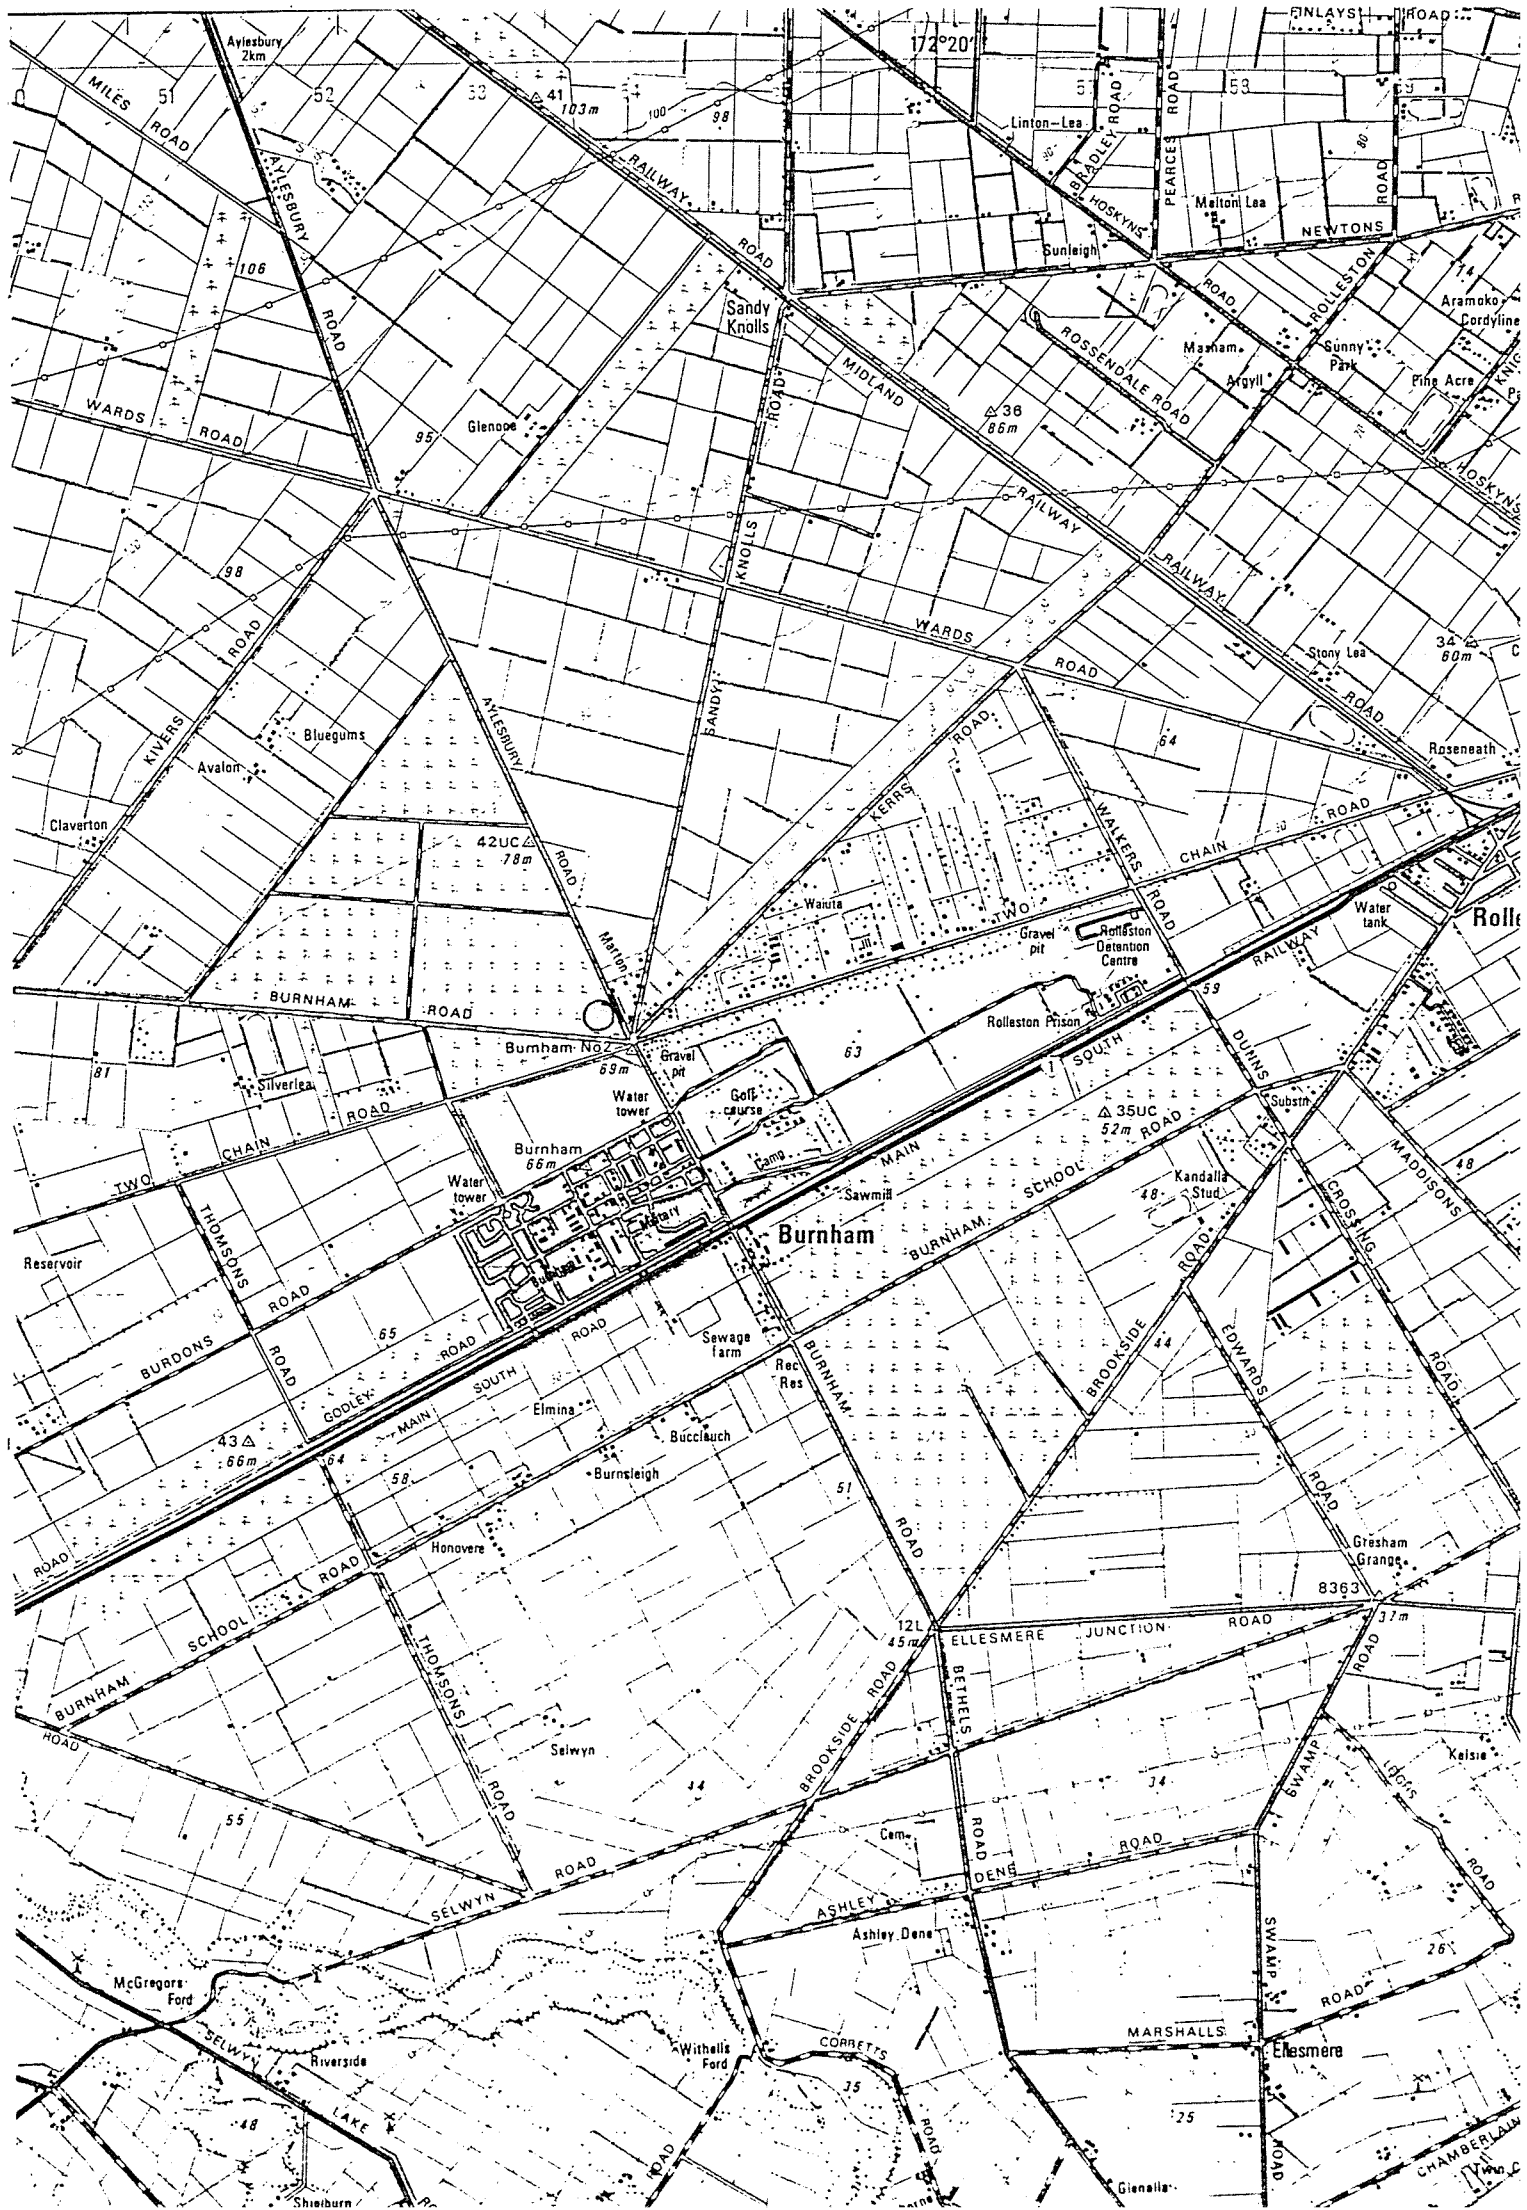 FINLAYS ROAD
Aylesbury
2km
172°20'
MILES
ROAD
51
52
53
41
103m
100
98
58
59
Linton-Lea
BRADLEY ROAD
PEARCES ROAD
ROAD
80
90
RAILWAY
ROAD
AYLESBURY
ROAD
HOSKYNS
ROAD
Melton Lea
NEWTONS
Sunleigh
106
Sandy
Knolls
ROLLESTON
74
Aramoko
Cordyline
Masham
Sunny
Park
Argyll
Pine Acre
ROSSENDALE ROAD
MIDLAND
RAILWAY
36
86m
WARDS
ROAD
95
Glenope
ROAD
HOSKYNS
KNOLLS
RAILWAY
ROAD
98
WARDS
ROAD
34
60m
Stony Lea
KIVERS
ROAD
Bluegums
Avalon
AYLESBURY
ROAD
SANDY
ROAD
64
Roseneath
Claverton
42UC
78m
KERRS
WALKERS
ROAD
CHAIN
ROAD
Waiuta
TWO
Marton
Gravel
pit
Rolleston
Detention
Centre
Water
tank
RAILWAY
BURNHAM
ROAD
59
Rolleston Prison
Burnham No2
69m
Gravel
pit
63
SOUTH
DUNNS
81
Silverlea
ROAD
Water
tower
Golf
course
Substn
35UC
52m
ROAD
CHAIN
TWO
Burnham
66m
Camp
MAIN
SCHOOL
MADDISONS
48
Water
tower
Sawmill
Kandalla
Stud
48
CROSSING
Military
THOMSONS
Burnham
BURNHAM
ROAD
Reservoir
ROAD
65
ROAD
ROAD
Sewage
farm
44
EDWARDS
BURDONS
ROAD
Rec
Res
BURNHAM
BROOKSIDE
ROAD
GODLEY
MAIN
SOUTH
Elmina
Buccleuch
43
66m
64
58
Burnsleigh
51
ROAD
ROAD
Honovere
ROAD
Gresham
Grange
ROAD
SCHOOL
8363
37m
12L
45m
ELLESMERE
JUNCTION
ROAD
THOMSONS
BURNHAM
ROAD
BETHELS
ROAD
BROOKSIDE
ROAD
Selwyn
SWAMP
Kelsie
44
34
ROAD
55
Cem
ROAD
ROAD
DENE
ROAD
ROAD
SELWYN
ASHLEY
Ashley Dene
SWAMP
26
McGregors
Ford
ROAD
SELWYN
Riverside
Withells
Ford
CORBETTS
MARSHALLS
Ellesmere
35
LAKE
48
25
ROAD
ROAD
ROAD
CHAMBERLAIN
Glenalla